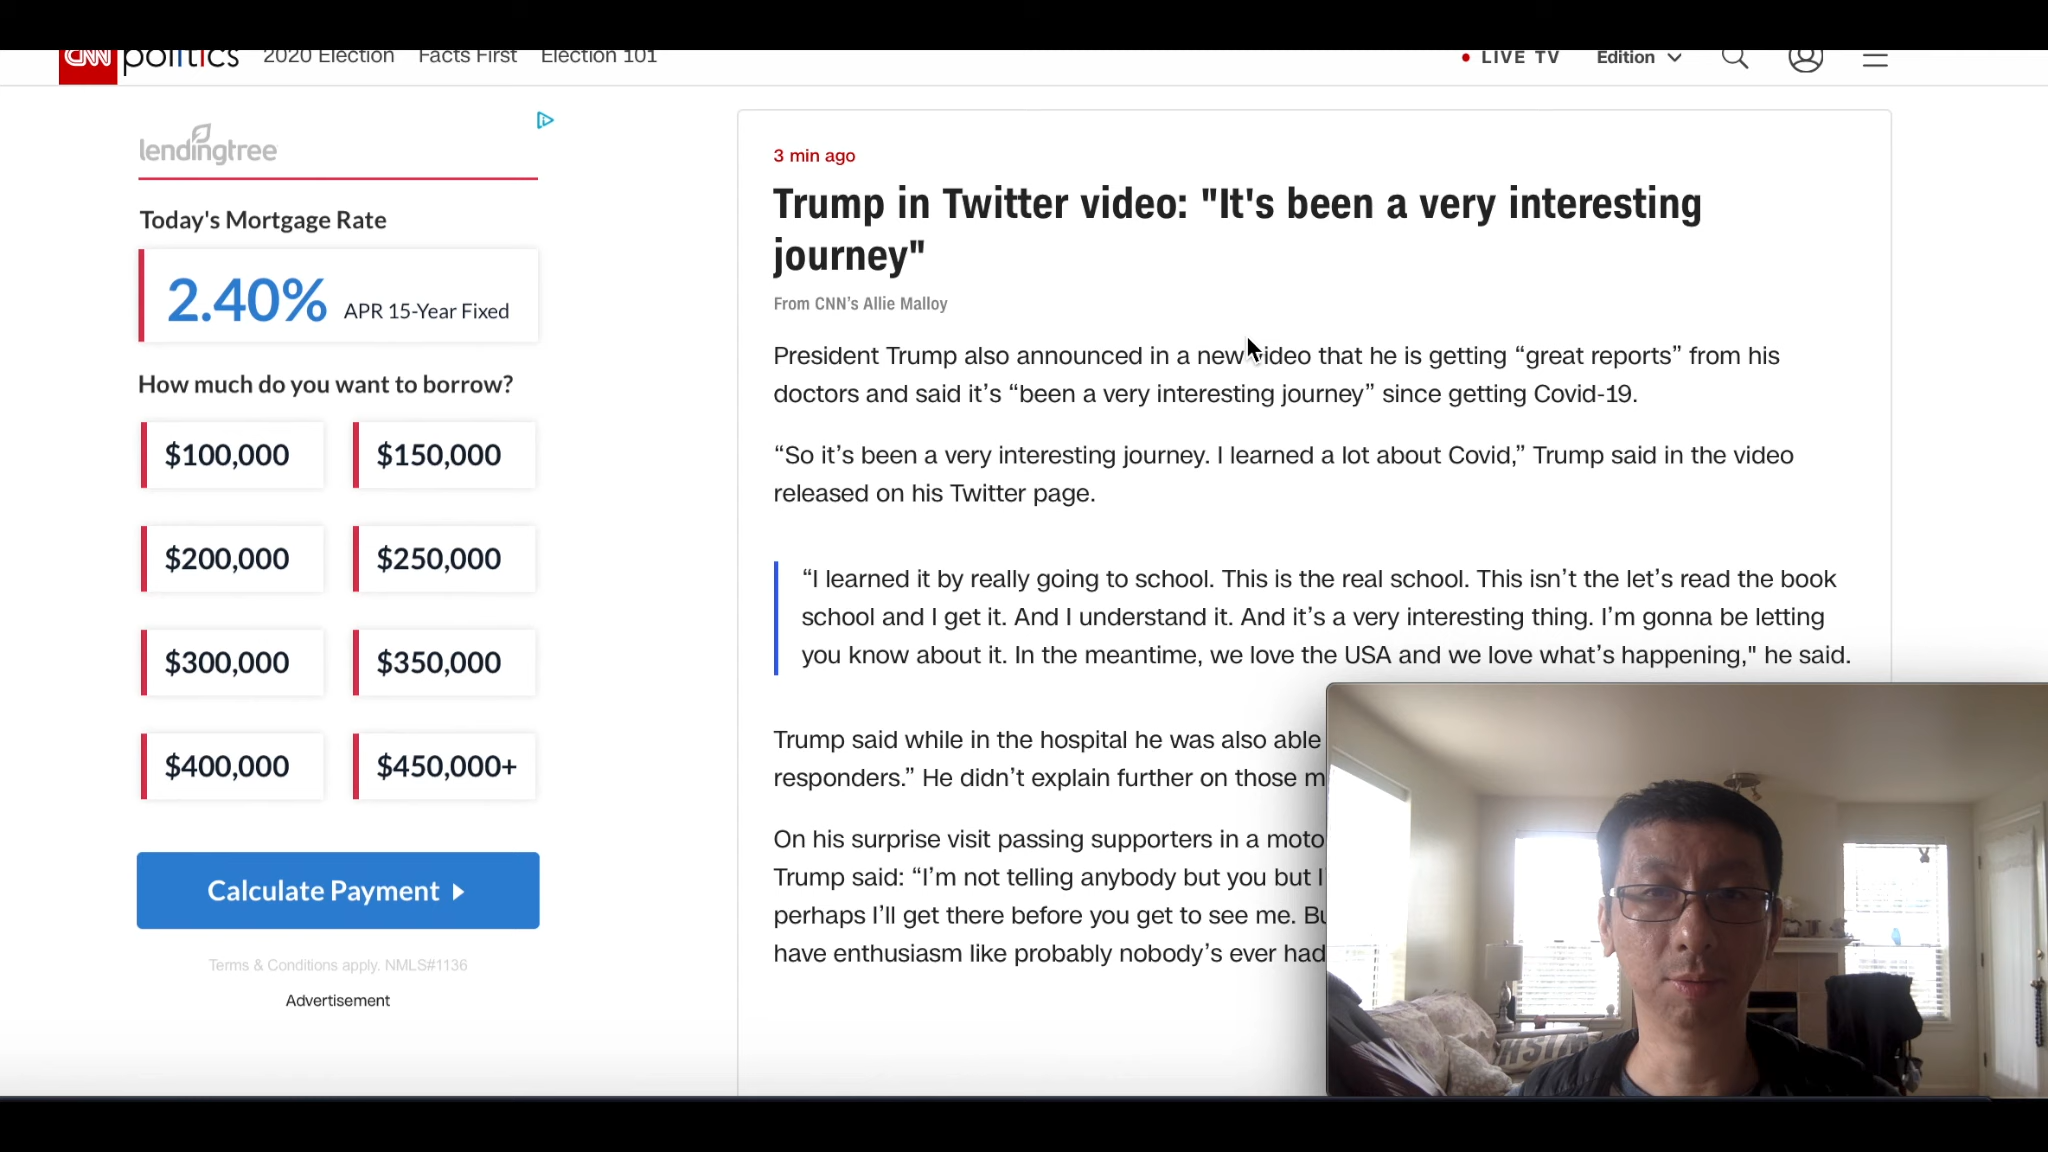 CNN politics 2020 Election Facts First Election 101 LIVE TV Edition
lendingtree
Today's Mortgage Rate
2.40% APR 15-Year Fixed
How much do you want to borrow?
$100,000 $150,000
$200,000 $250,000
$300,000 $350,000
$400,000 $450,000+
Calculate Payment
Terms & Conditions apply. NMLS#1136
Advertisement
3 min ago
Trump in Twitter video: "It's been a very interesting
journey"
From CNN's Allie Malloy
President Trump also announced in a new video that he is getting “great reports” from his
doctors and said it’s “been a very interesting journey” since getting Covid-19.
“So it’s been a very interesting journey. I learned a lot about Covid,” Trump said in the video
released on his Twitter page.
“I learned it by really going to school. This is the real school. This isn’t the let’s read the book
school and I get it. And I understand it. And it’s a very interesting thing. I’m gonna be letting
you know about it. In the meantime, we love the USA and we love what’s happening," he said.
Trump said while in the hospital he was also able
responders.” He didn’t explain further on those
On his surprise visit passing supporters in a
Trump said: “I’m not telling anybody but you but I
perhaps I’ll get there before you get to see me.
have enthusiasm like probably nobody’s ever had